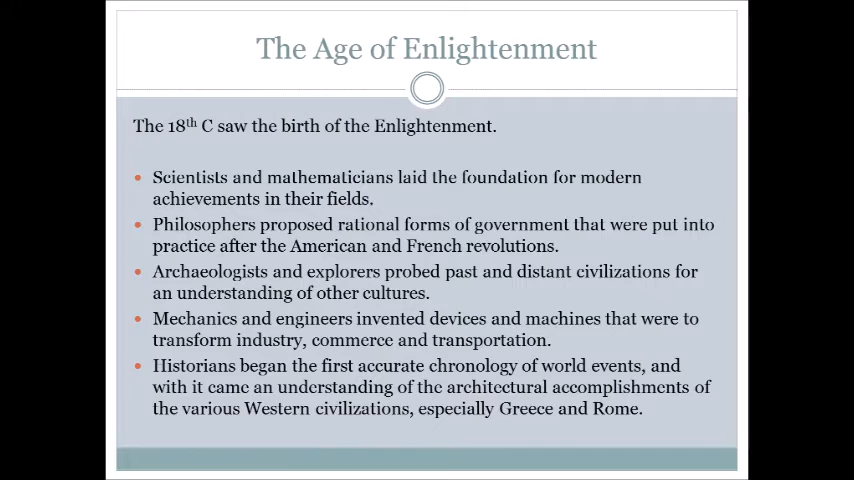 The Age of Enlightenment
The 18th C saw the birth of the Enlightenment.
• Scientists and mathematicians laid the foundation for modern
achievements in their fields.
• Philosophers proposed rational forms of government that were put into
practice after the American and French revolutions.
• Archaeologists and explorers probed past and distant civilizations for
an understanding of other cultures.
• Mechanics and engineers invented devices and machines that were to
transform industry, commerce and transportation.
• Historians began the first accurate chronology of world events, and
with it came an understanding of the architectural accomplishments of
the various Western civilizations, especially Greece and Rome.